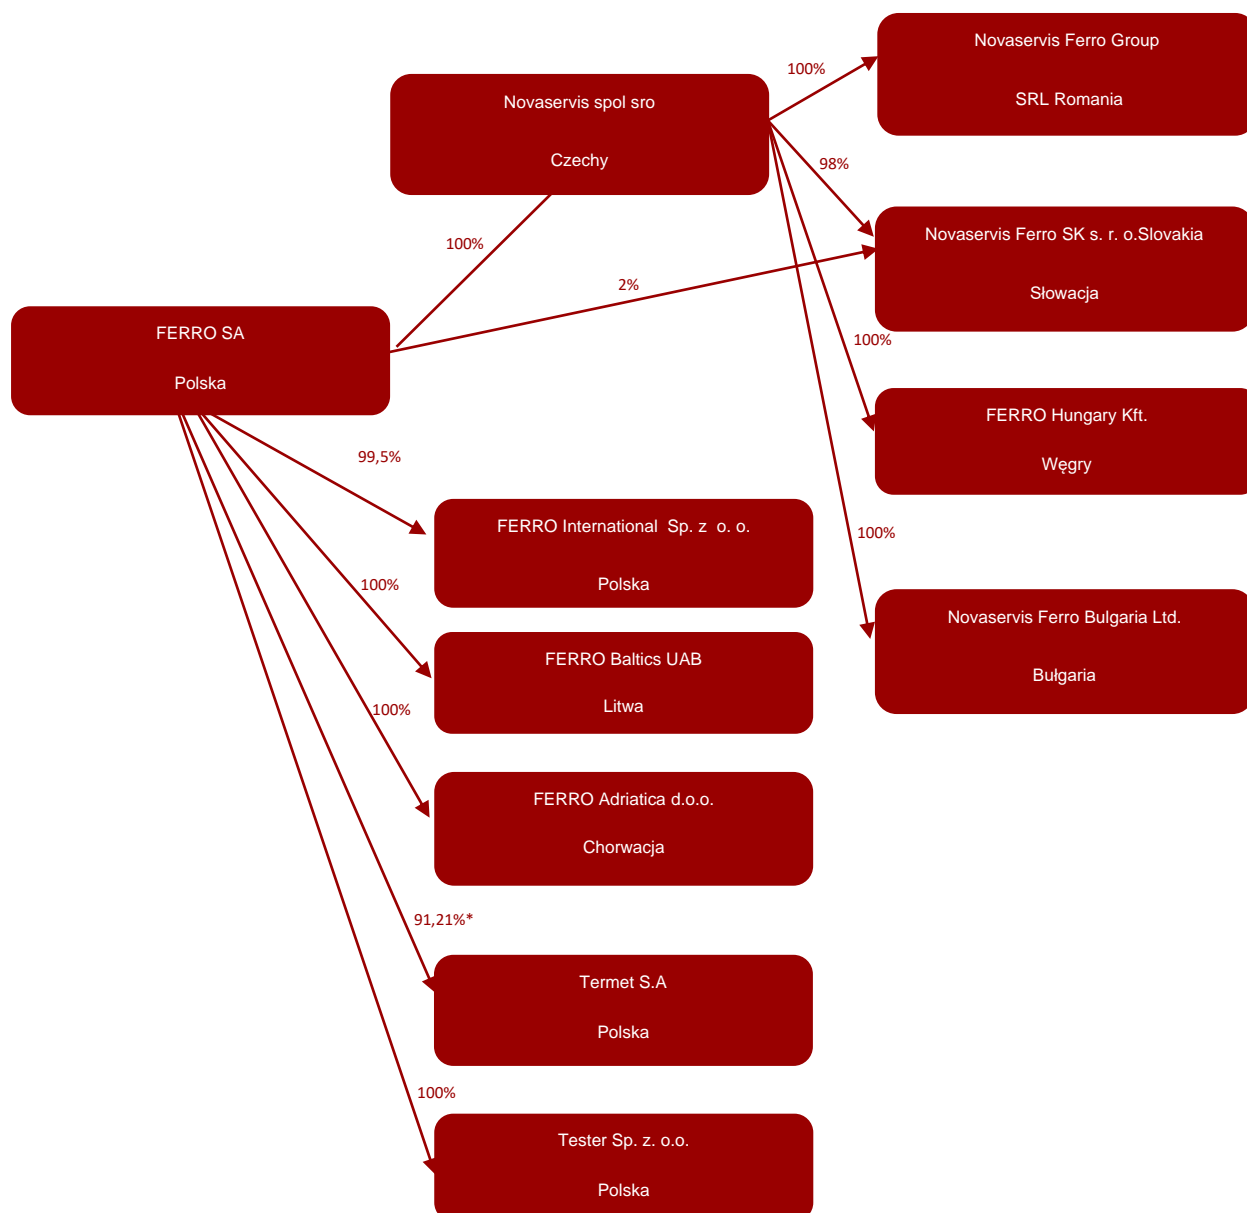 Novaservis Ferro Group
SRL Romania
100%
Novaservis spol sro
Czechy
98%
Novaservis Ferro SK s. r. o.Slovakia
Słowacja
100%
2%
FERRO SA
Polska
100%
FERRO Hungary Kft.
Węgry
99,5%
FERRO International  Sp. z  o. o.
Polska
100%
100%
Novaservis Ferro Bulgaria Ltd.
Bułgaria
FERRO Baltics UAB
Litwa
100%
FERRO Adriatica d.o.o.
Chorwacja
91,21%*
Termet S.A
Polska
100%
Tester Sp. z. o.o.
Polska